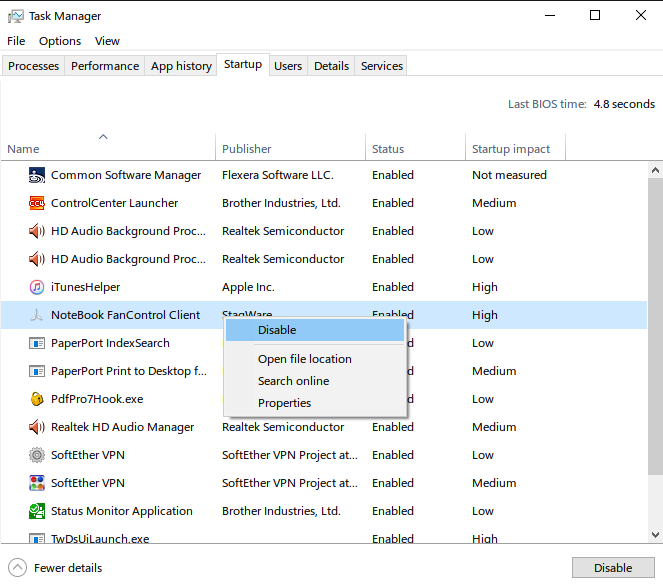 Task Manager
File Options View
Processes Performance App history Startup Users Details Services
Last BIOS time: 4.8 seconds
Name Publisher Status Startup impact
Common Software Manager Flexera Software LLC. Enabled Not measured
ControlCenter Launcher Brother Industries, Ltd. Enabled Medium
HD Audio Background Proc... Realtek Semiconductor Enabled Low
HD Audio Background Proc... Realtek Semiconductor Enabled Low
iTunesHelper Apple Inc. Enabled High
NoteBook FanControl Client StagWare Enabled High
Disable
PaperPort IndexSearch Enabled Low
Open file location
PaperPort Print to Desktop f... Enabled Medium
Search online
PdfPro7Hook.exe Enabled Low
Properties
Realtek HD Audio Manager Realtek Semiconductor Enabled Medium
SoftEther VPN SoftEther VPN Project at... Enabled Low
SoftEther VPN SoftEther VPN Project at... Enabled Medium
Status Monitor Application Brother Industries, Ltd. Enabled Low
TwDsUiLaunch.exe Enabled High
Fewer details Disable